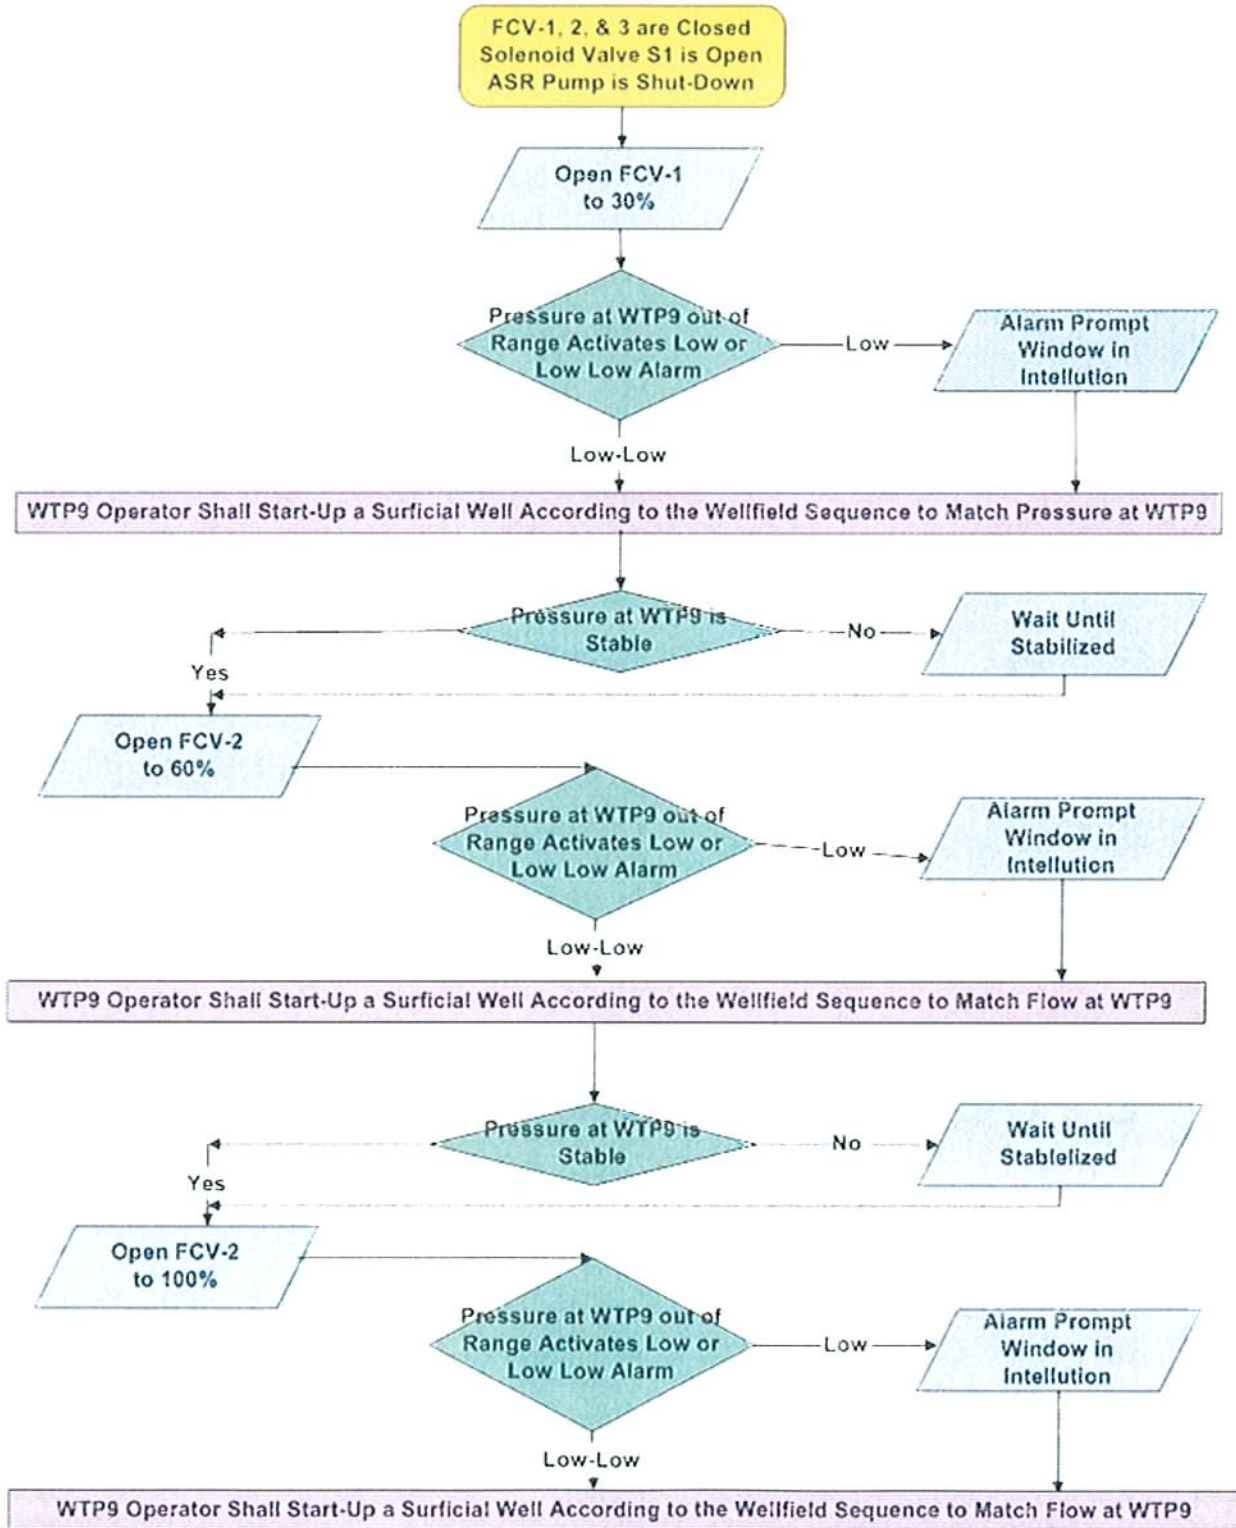 FCV-1, 2, & 3 are Closed
Solenoid Valve S1 is Open
ASR Pump is Shut-Down
Open FCV-1
to 30%
Pressure at WTP9 out of
Range Activates Low or
Low Low Alarm
Low
Alarm Prompt
Window in
Intellution
Low-Low
WTP9 Operator Shall Start-Up a Surficial Well According to the Wellfield Sequence to Match Pressure at WTP9
Pressure at WTP9 is
Stable
No
Wait Until
Stabilized
Yes
Open FCV-2
to 60%
Pressure at WTP9 out of
Range Activates Low or
Low Low Alarm
Low
Alarm Prompt
Window in
Intellution
Low-Low
WTP9 Operator Shall Start-Up a Surficial Well According to the Wellfield Sequence to Match Flow at WTP9
Pressure at WTP9 is
Stable
No
Wait Until
Stablelized
Yes
Open FCV-2
to 100%
Pressure at WTP9 out of
Range Activates Low or
Low Low Alarm
Low
Alarm Prompt
Window in
Intellution
Low-Low
WTP9 Operator Shall Start-Up a Surficial Well According to the Wellfield Sequence to Match Flow at WTP9